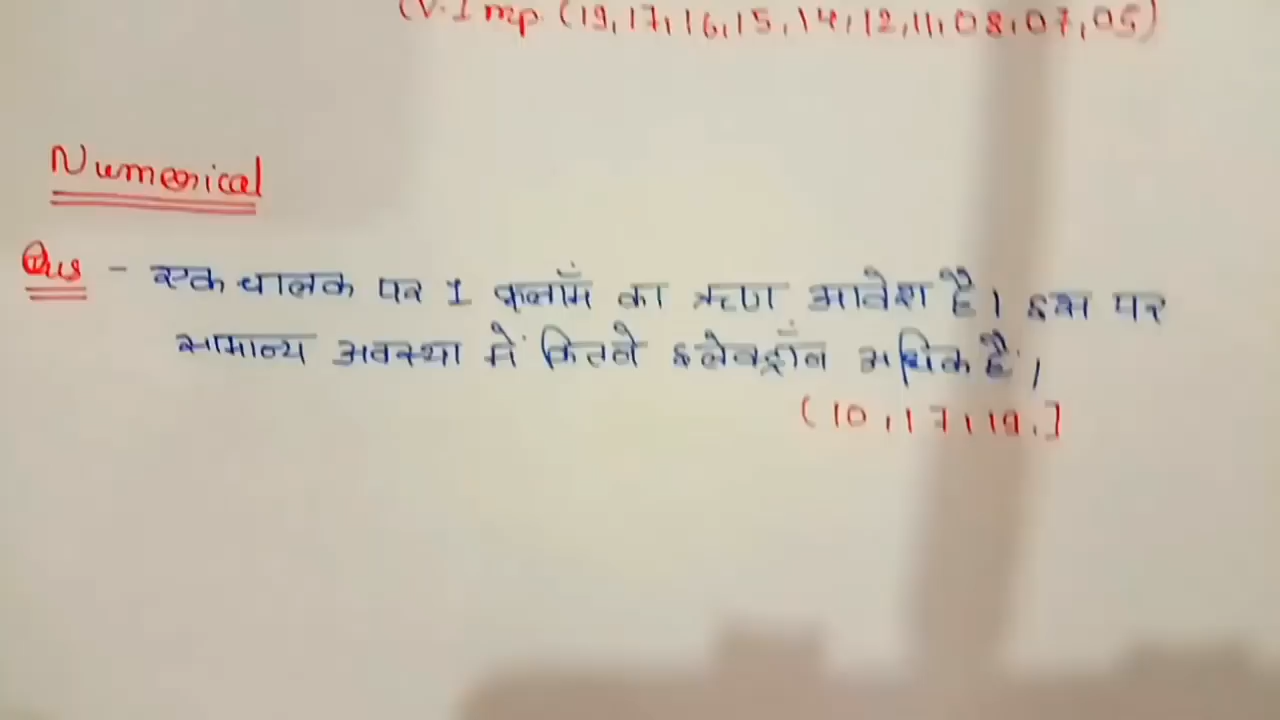 (V. Imp. (19,17,16,15,14,12,11,08,07,05)
Numerical
Qus - एक चालक पर 1 कूलॉम का ऋण आवेश है। इस पर
सामान्य अवस्था में कितने इलेक्ट्रॉन अधिक हैं।
(10,17,19,]